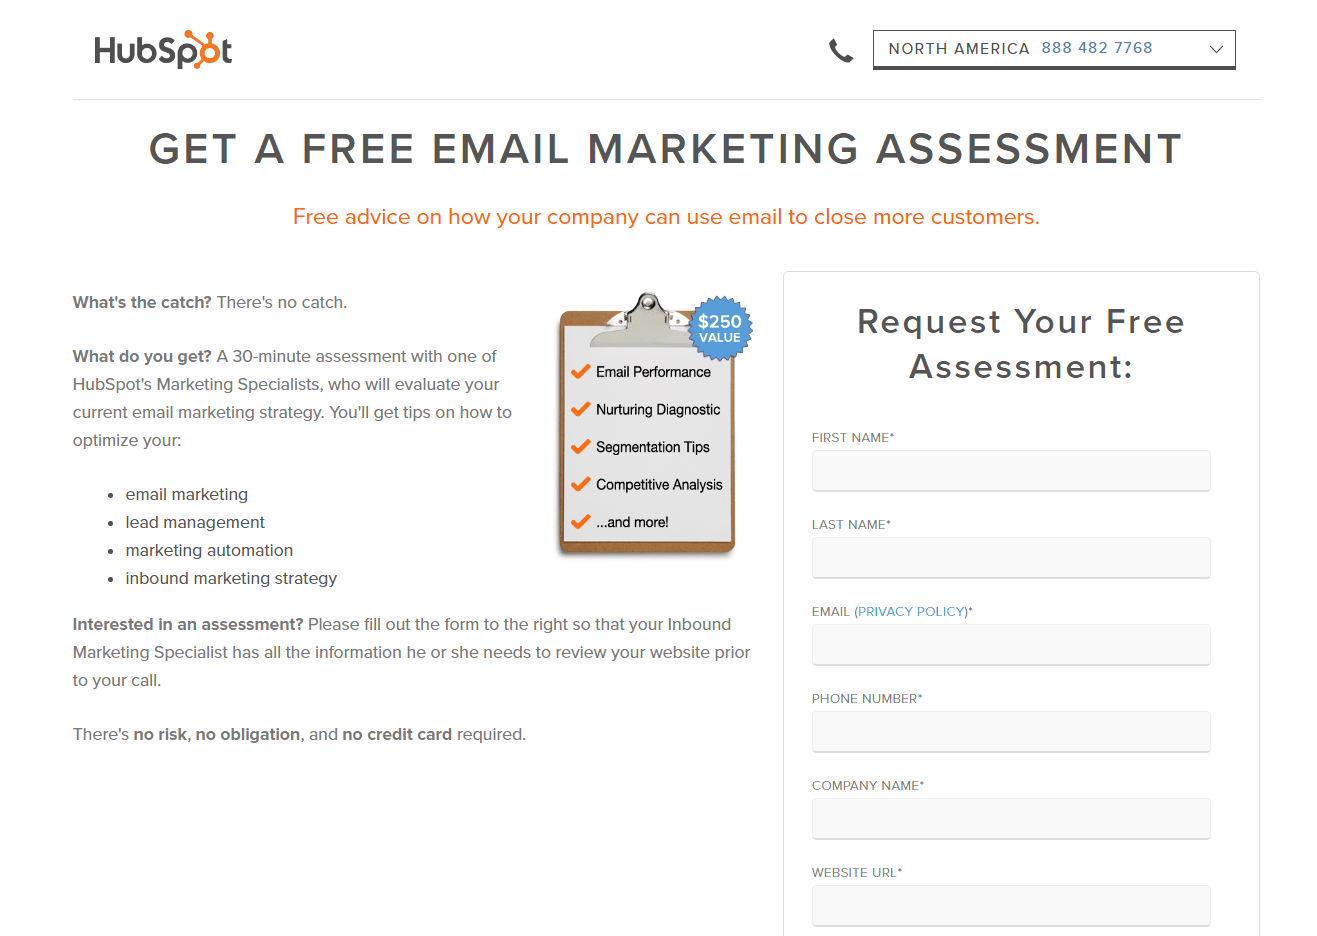 HubSpot
NORTH AMERICA 888 482 7768
GET A FREE EMAIL MARKETING ASSESSMENT
Free advice on how your company can use email to close more customers.
What's the catch? There's no catch.
What do you get? A 30-minute assessment with one of
HubSpot's Marketing Specialists, who will evaluate your
current email marketing strategy. You'll get tips on how to
optimize your:
• email marketing
• lead management
• marketing automation
• inbound marketing strategy
$250
VALUE
Email Performance
Nurturing Diagnostic
Segmentation Tips
Competitive Analysis
...and more!
Interested in an assessment? Please fill out the form to the right so that your Inbound
Marketing Specialist has all the information he or she needs to review your website prior
to your call.
There's no risk, no obligation, and no credit card required.
Request Your Free
Assessment:
FIRST NAME*
LAST NAME*
EMAIL (PRIVACY POLICY)*
PHONE NUMBER*
COMPANY NAME*
WEBSITE URL*